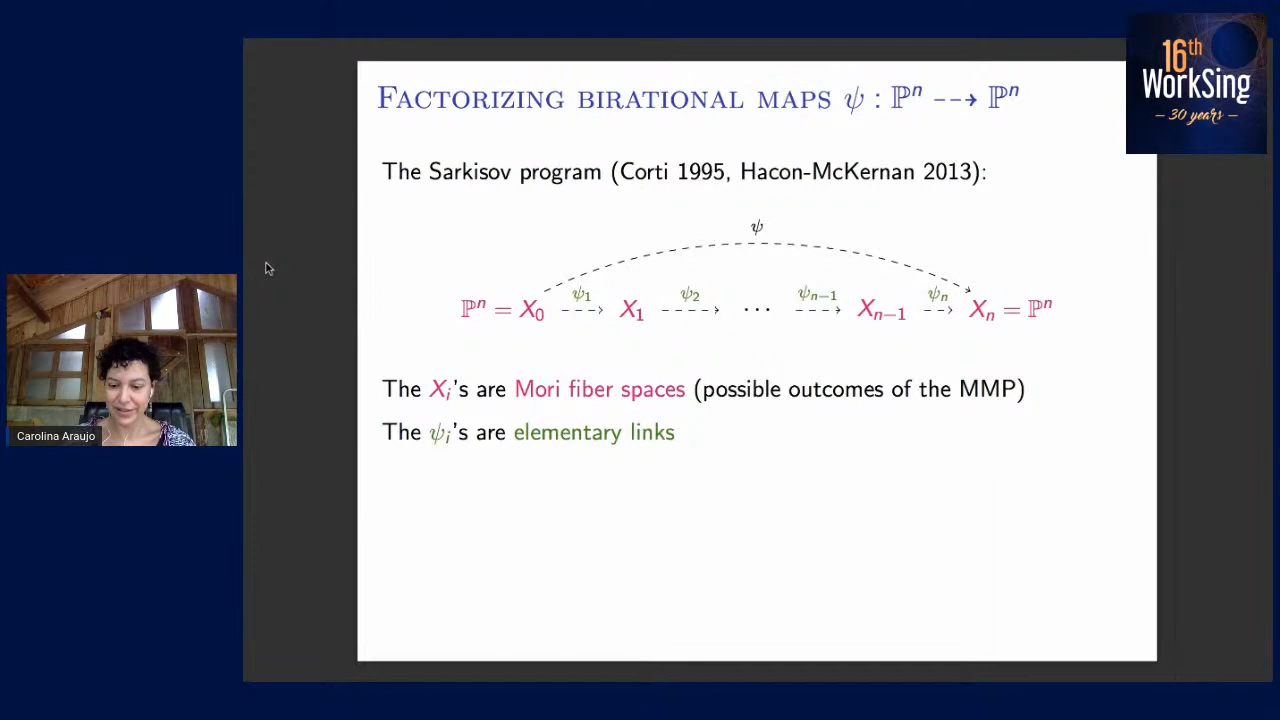 FACTORIZING BIRATIONAL MAPS ψ : ℙⁿ ⇢ ℙⁿ
16th
WorkSing
– 30 years –
The Sarkisov program (Corti 1995, Hacon-McKernan 2013):
ψ
ψ₁ ψ₂ ψₙ₋₁ ψₙ
ℙⁿ = X₀ ⇢ X₁ ⇢ ⋯ ⇢ Xₙ₋₁ ⇢ Xₙ = ℙⁿ
The Xᵢ's are Mori fiber spaces (possible outcomes of the MMP)
The ψᵢ's are elementary links
Carolina Araujo